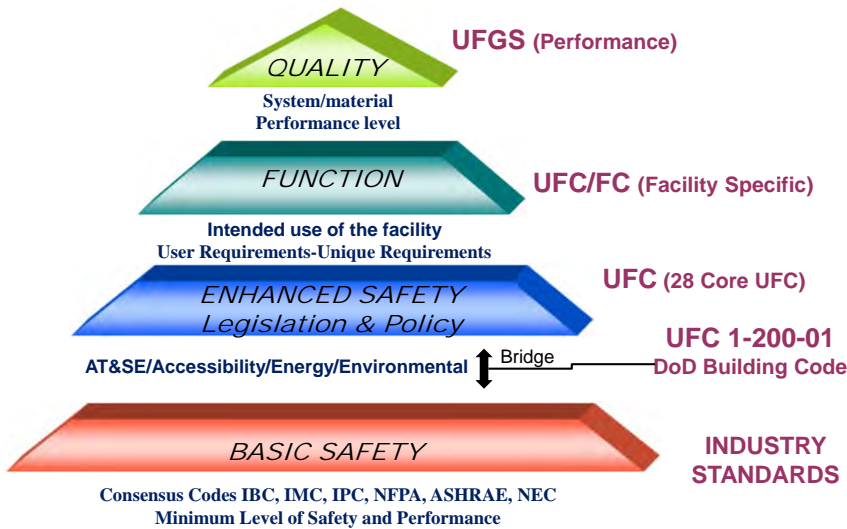 QUALITY
UFGS (Performance)
System/material
Performance level
FUNCTION
UFC/FC (Facility Specific)
Intended use of the facility
User Requirements-Unique Requirements
ENHANCED SAFETY
Legislation & Policy
UFC (28 Core UFC)
AT&SE/Accessibility/Energy/Environmental
Bridge
UFC 1-200-01
DoD Building Code
BASIC SAFETY
INDUSTRY
STANDARDS
Consensus Codes IBC, IMC, IPC, NFPA, ASHRAE, NEC
Minimum Level of Safety and Performance